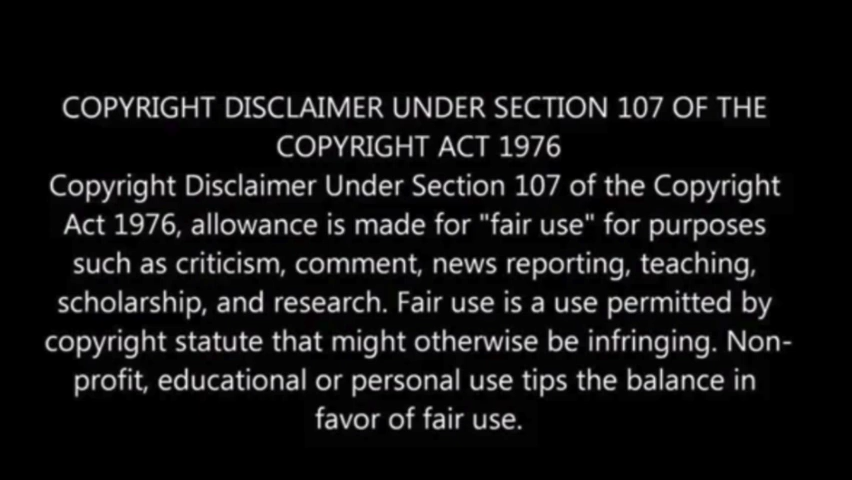 COPYRIGHT DISCLAIMER UNDER SECTION 107 OF THE
COPYRIGHT ACT 1976
Copyright Disclaimer Under Section 107 of the Copyright
Act 1976, allowance is made for "fair use" for purposes
such as criticism, comment, news reporting, teaching,
scholarship, and research. Fair use is a use permitted by
copyright statute that might otherwise be infringing. Non-
profit, educational or personal use tips the balance in
favor of fair use.